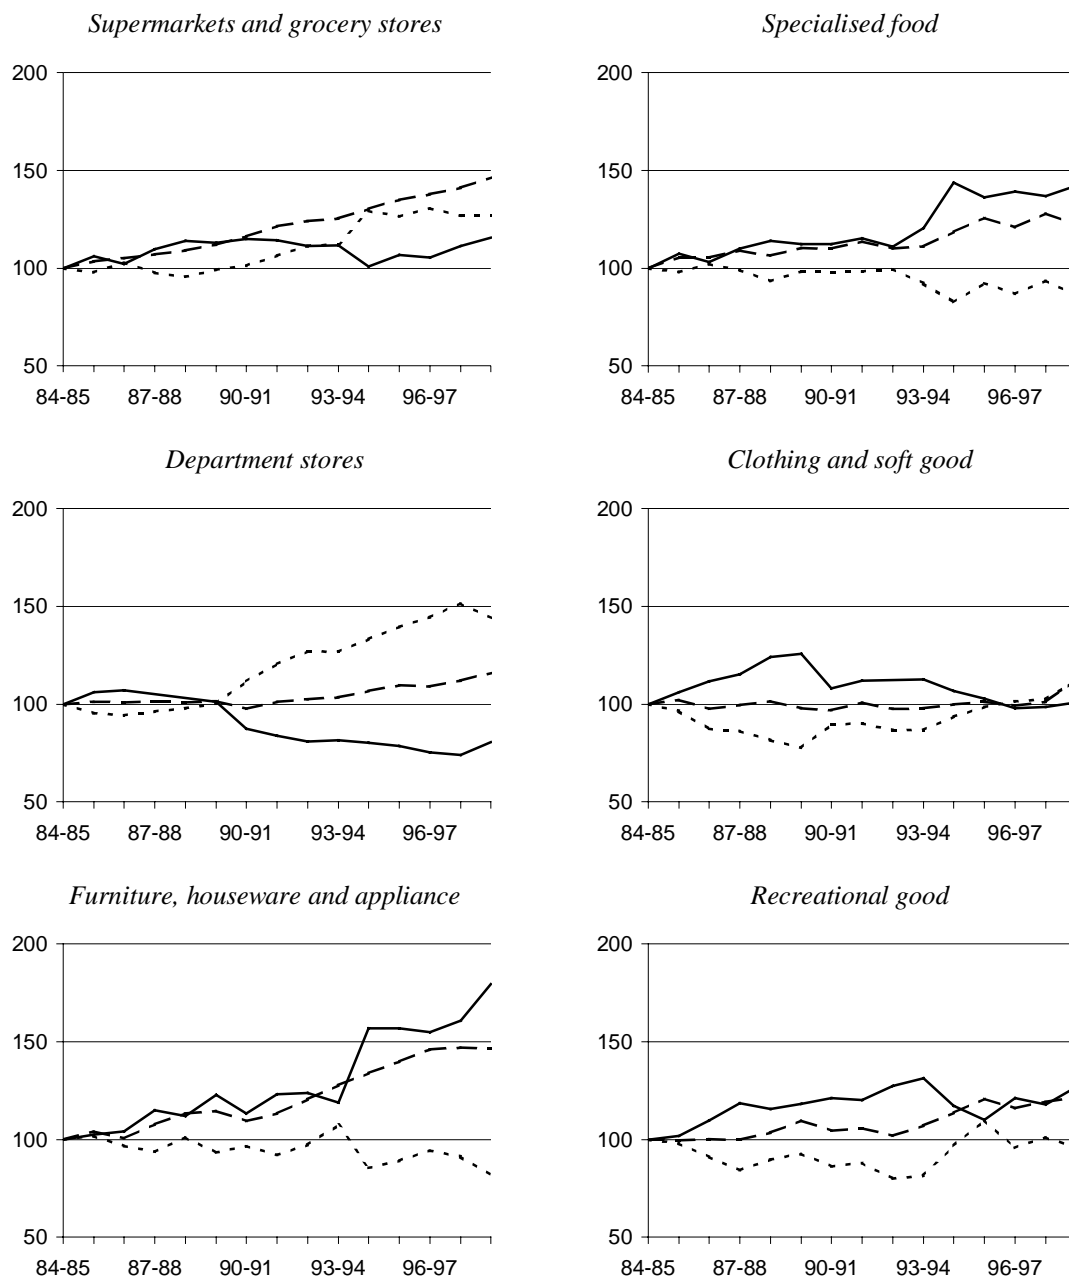 Supermarkets and grocery stores
200
150
100
50
84-85 87-88 90-91 93-94 96-97
Specialised food
200
150
100
50
84-85 87-88 90-91 93-94 96-97
Department stores
200
150
100
50
84-85 87-88 90-91 93-94 96-97
Clothing and soft good
200
150
100
50
84-85 87-88 90-91 93-94 96-97
Furniture, houseware and appliance
200
150
100
50
84-85 87-88 90-91 93-94 96-97
Recreational good
200
150
100
50
84-85 87-88 90-91 93-94 96-97